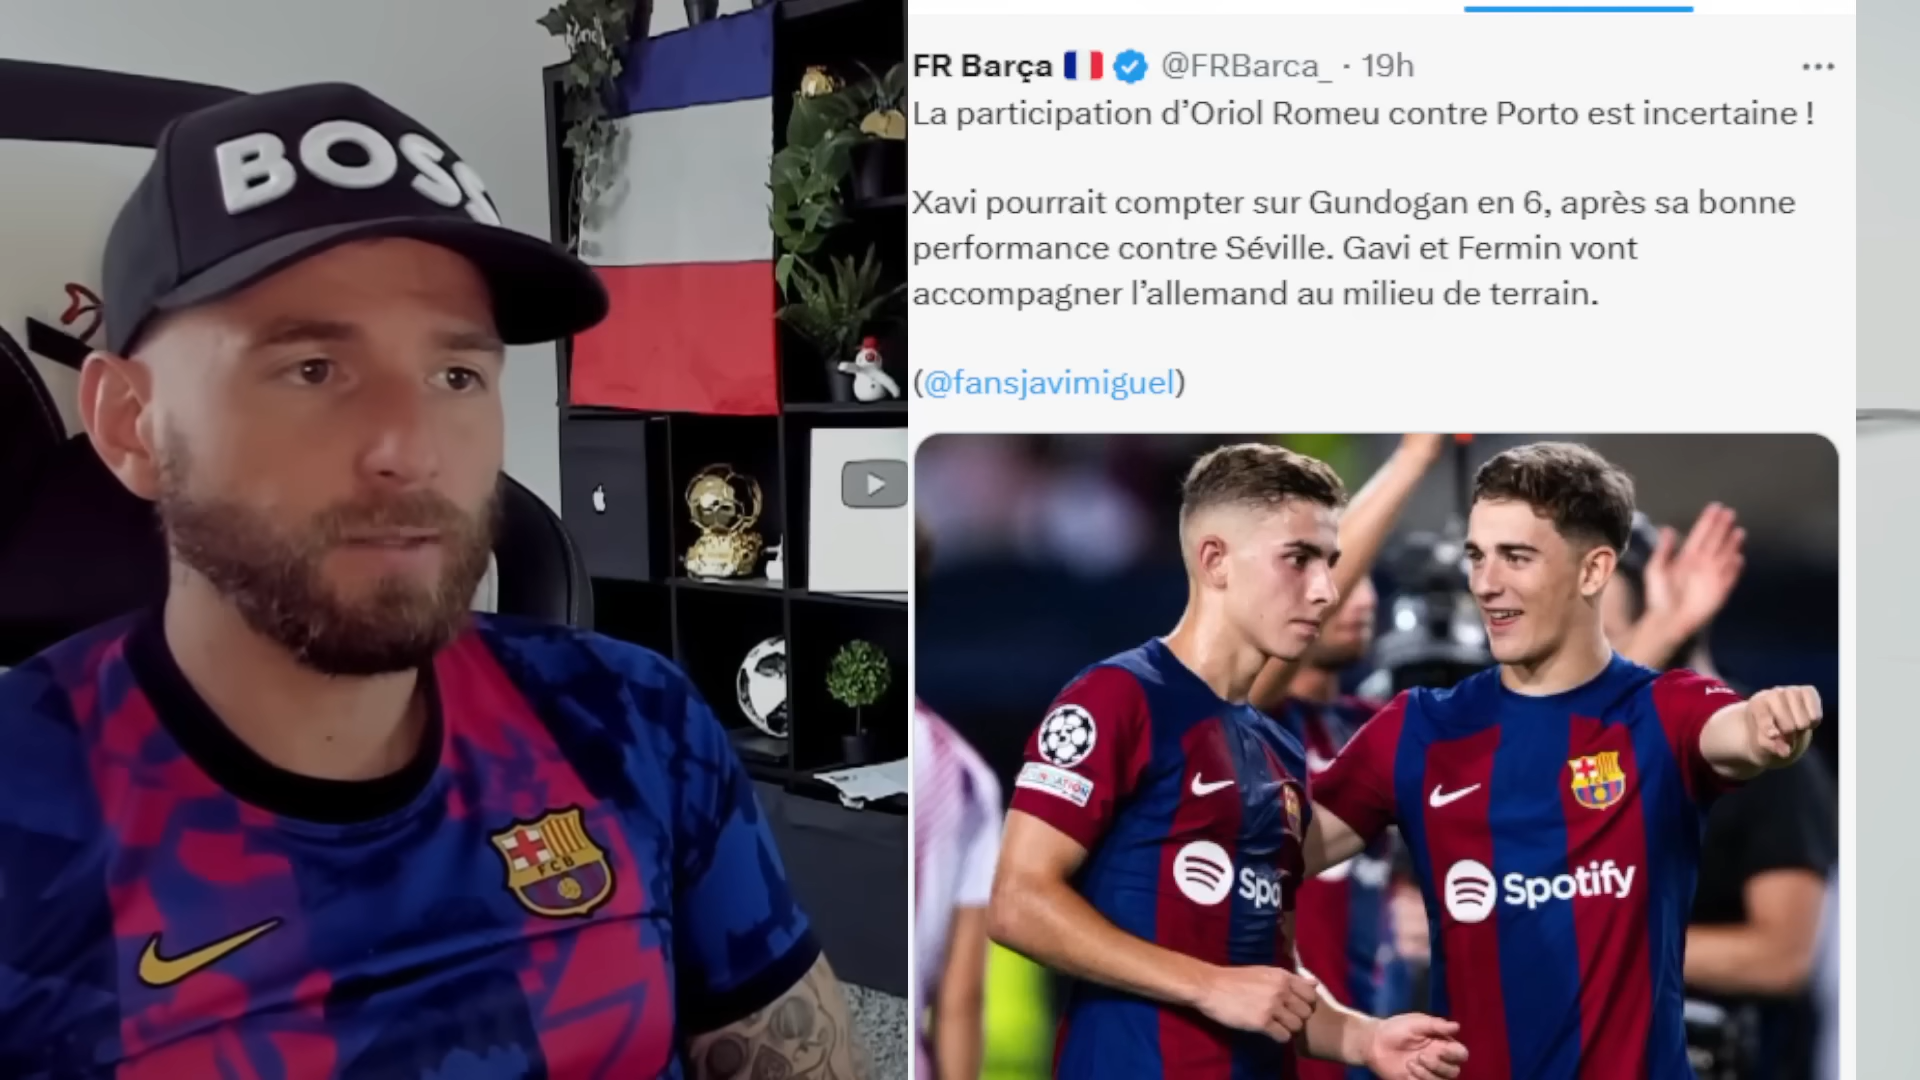 BOSS
FCB
FR Barça @FRBarca_ · 19h
La participation d’Oriol Romeu contre Porto est incertaine !
Xavi pourrait compter sur Gundogan en 6, après sa bonne
performance contre Séville. Gavi et Fermin vont
accompagner l’allemand au milieu de terrain.
(@fansjavimiguel)
Spo
Spotify